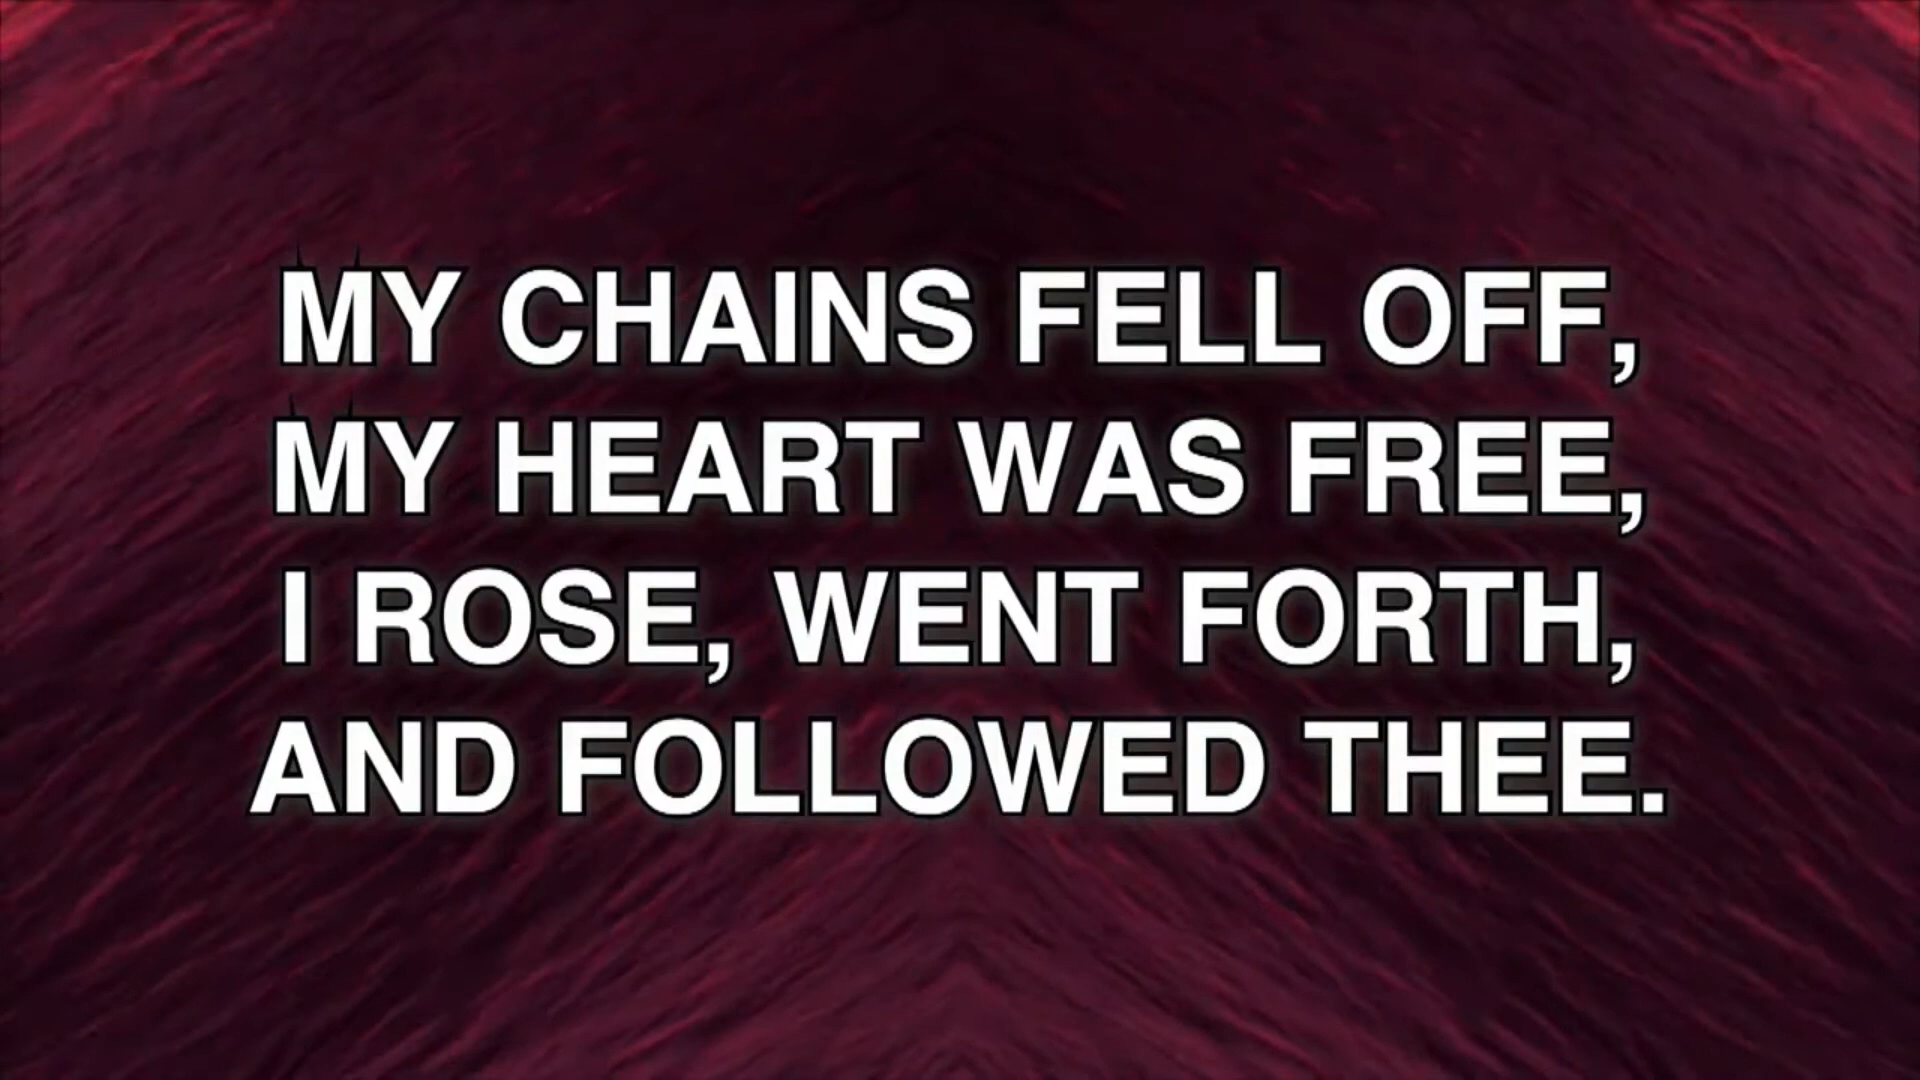 MY CHAINS FELL OFF,
MY HEART WAS FREE,
I ROSE, WENT FORTH,
AND FOLLOWED THEE.